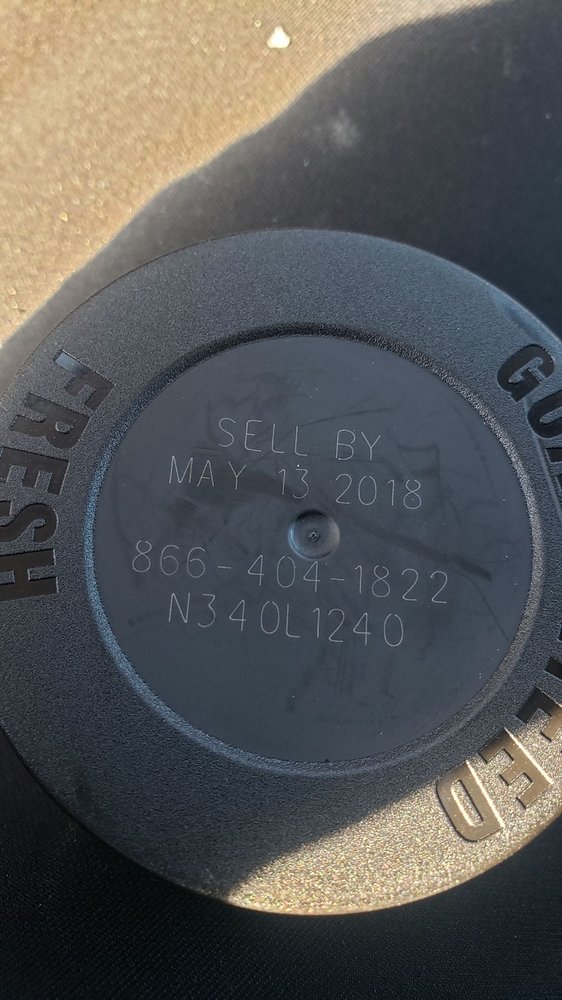 FRESH
SELL BY
MAY 13 2018
866-404-1822
N340L1240